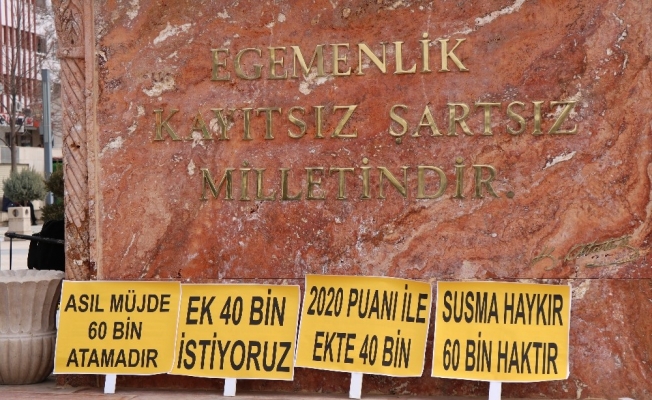 EGEMENLİK
KAYITSIZ ŞARTSIZ
MİLLETİNDİR.
ASIL MÜJDE
60 BİN
ATAMADIR
EK 40 BİN
İSTİYORUZ
2020 PUANI İLE
EKTE 40 BİN
SUSMA HAYKIR
60 BİN HAKTIR